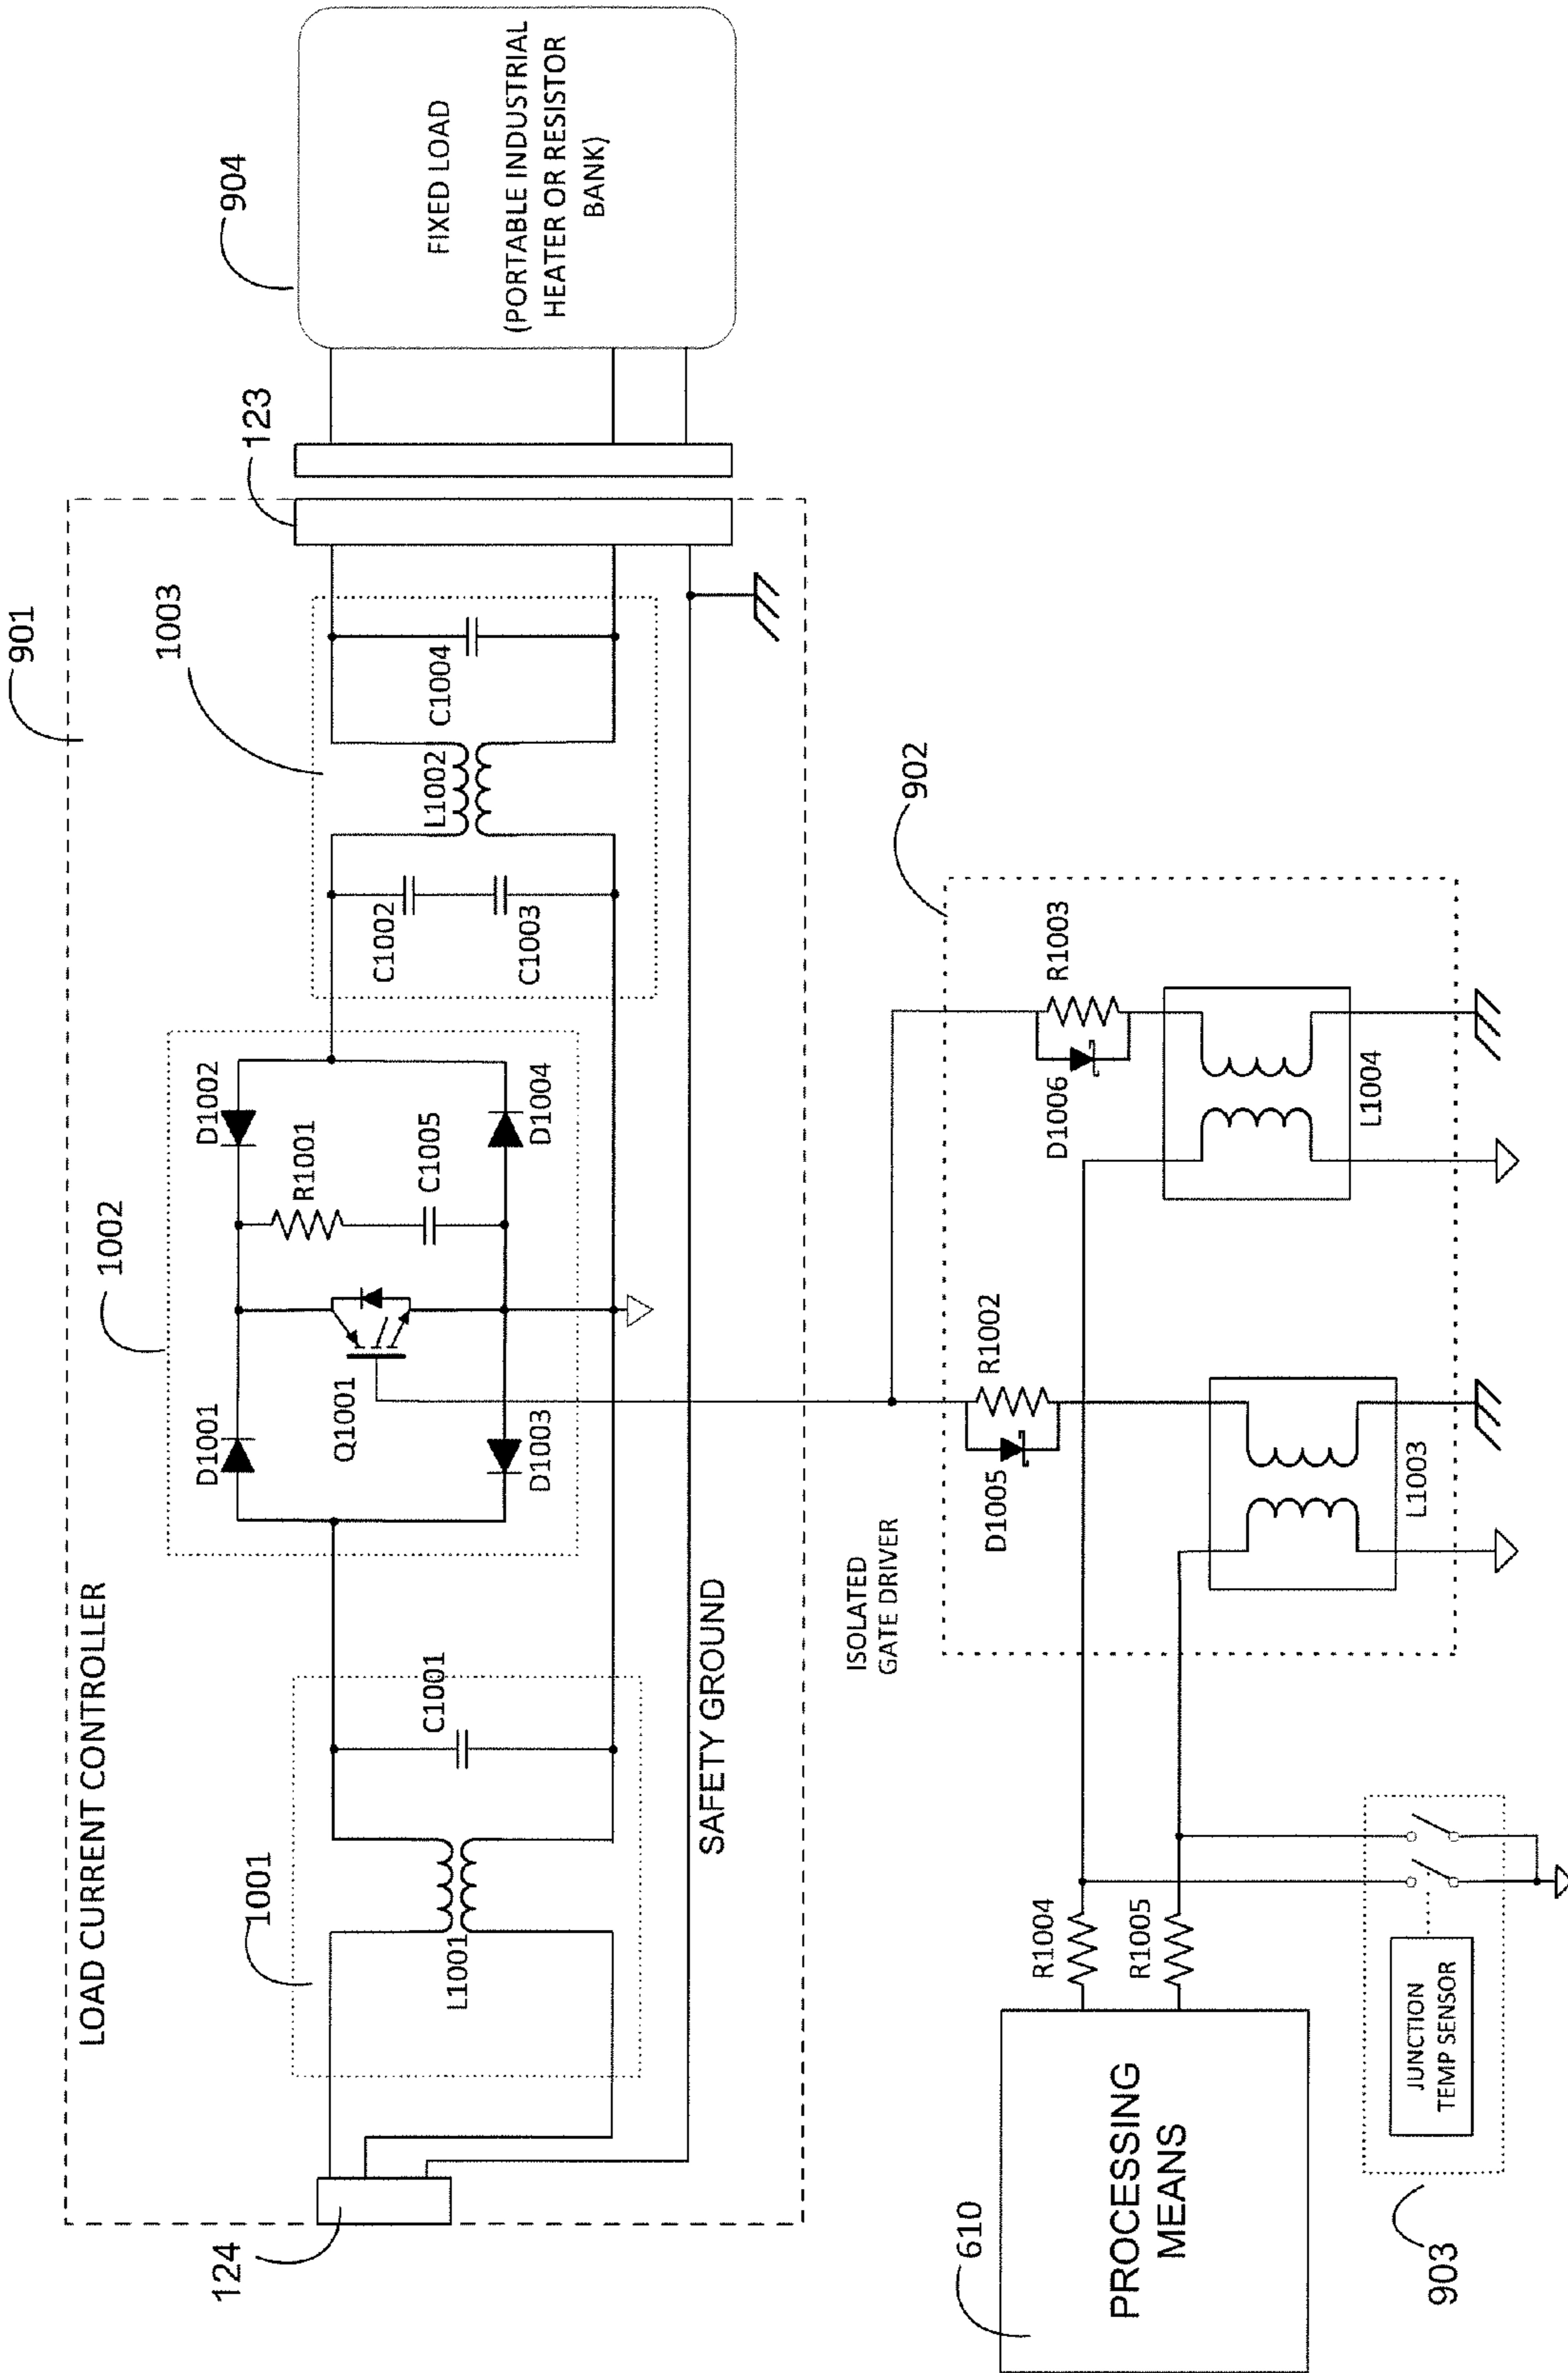 LOAD CURRENT CONTROLLER
901
1001
L1001
C1001
1002
D1001
D1002
Q1001
R1001
C1005
D1003
D1004
1003
C1002
C1003
L1002
C1004
123
904
FIXED LOAD
(PORTABLE INDUSTRIAL
HEATER OR RESISTOR
BANK)
124
SAFETY GROUND
ISOLATED
GATE DRIVER
902
D1005
R1002
D1006
R1003
L1003
L1004
610
PROCESSING
MEANS
R1004
R1005
JUNCTION
TEMP SENSOR
903